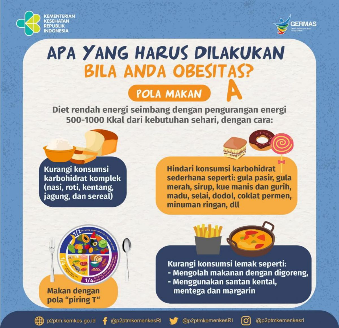 KEMENTERIAN
KESEHATAN
REPUBLIK
INDONESIA
GERMAS
APA YANG HARUS DILAKUKAN
BILA ANDA OBESITAS?
POLA MAKAN
A
Diet rendah energi seimbang dengan pengurangan energi
500-1000 Kkal dari kebutuhan sehari, dengan cara:
Kurangi konsumsi
karbohidrat komplek
(nasi, roti, kentang,
jagung, dan sereal)
Hindari konsumsi karbohidrat
sederhana seperti: gula pasir, gula
merah, sirup, kue manis dan gurih,
madu, selai, dodol, coklat permen,
minuman ringan, dll
Makan dengan
pola "piring T"
Kurangi konsumsi lemak seperti:
- Mengolah makanan dengan digoreng,
- Menggunakan santan kental,
mentega dan margarin
p2ptm.kemkes.go.id
@p2ptmkemenkesRI
@p2ptmkemenkesRI
@p2ptmkemenkesri